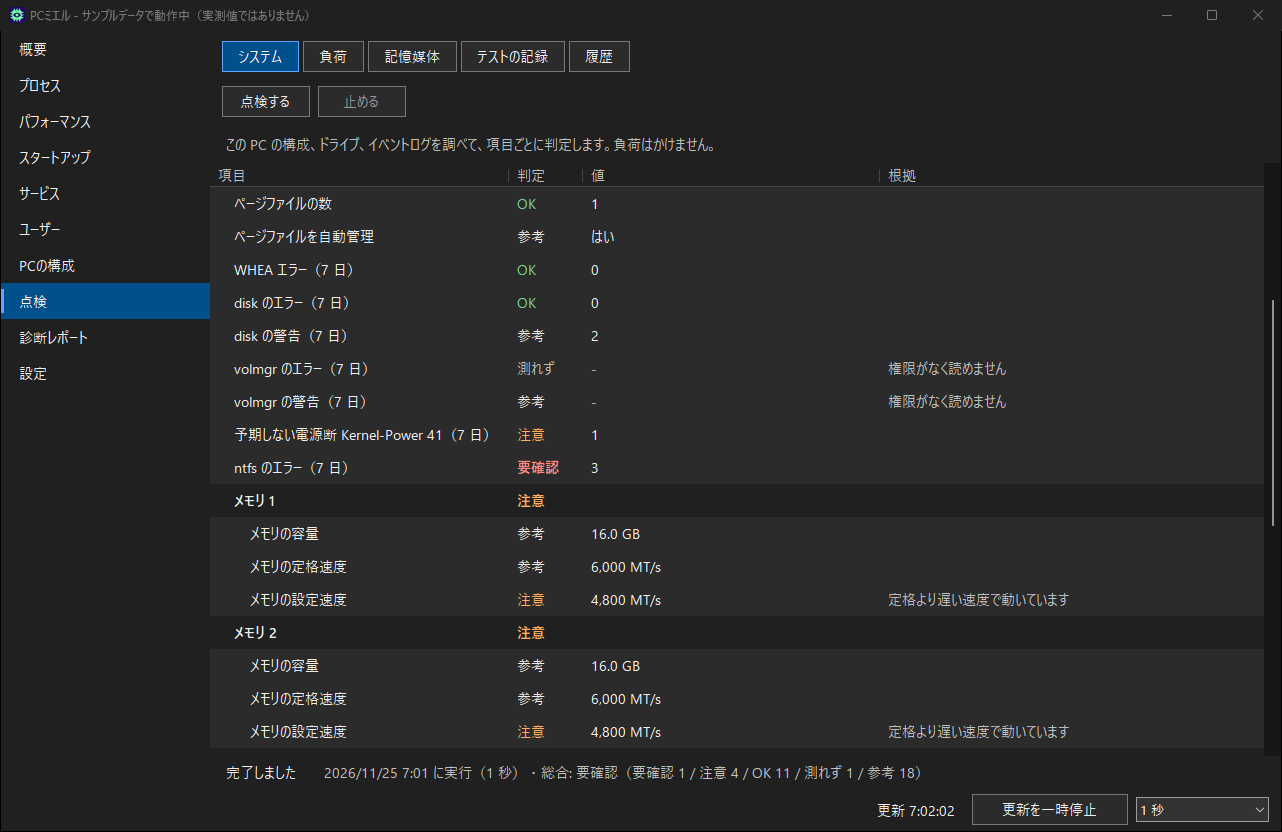 PCミエル - サンプルデータで動作中（実測値ではありません）
概要
プロセス
パフォーマンス
スタートアップ
サービス
ユーザー
PCの構成
点検
診断レポート
設定
システム 負荷 記憶媒体 テストの記録 履歴
点検する 止める
この PC の構成、ドライブ、イベントログを調べて、項目ごとに判定します。負荷はかけません。
項目 判定 値 根拠
ページファイルの数 OK 1
ページファイルを自動管理 参考 はい
WHEA エラー（7 日） OK 0
disk のエラー（7 日） OK 0
disk の警告（7 日） 参考 2
volmgr のエラー（7 日） 測れず - 権限がなく読めません
volmgr の警告（7 日） 参考 - 権限がなく読めません
予期しない電源断 Kernel-Power 41（7 日） 注意 1
ntfs のエラー（7 日） 要確認 3
メモリ 1 注意
メモリの容量 参考 16.0 GB
メモリの定格速度 参考 6,000 MT/s
メモリの設定速度 注意 4,800 MT/s 定格より遅い速度で動いています
メモリ 2 注意
メモリの容量 参考 16.0 GB
メモリの定格速度 参考 6,000 MT/s
メモリの設定速度 注意 4,800 MT/s 定格より遅い速度で動いています
完了しました 2026/11/25 7:01 に実行（1 秒）・総合: 要確認（要確認 1 / 注意 4 / OK 11 / 測れず 1 / 参考 18）
更新 7:02:02 更新を一時停止 1 秒